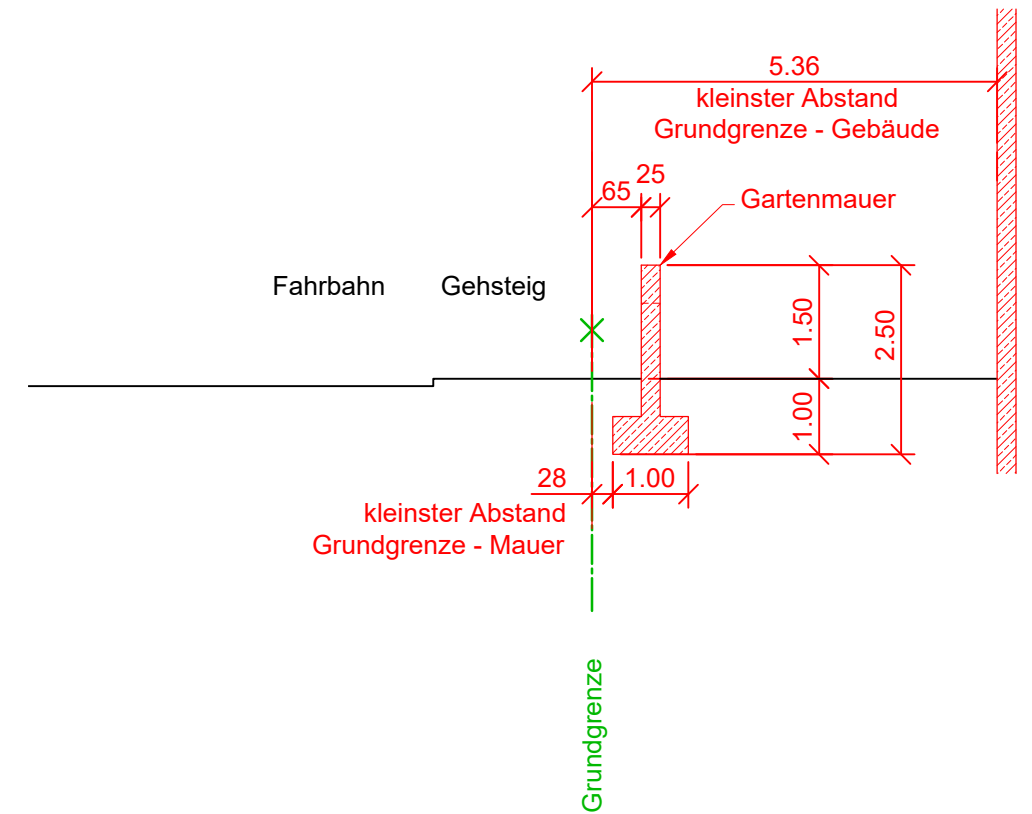 5.36
kleinster Abstand
Grundgrenze - Gebäude
25
65
Gartenmauer
Fahrbahn
Gehsteig
1.50
2.50
1.00
28
1.00
kleinster Abstand
Grundgrenze - Mauer
Grundgrenze